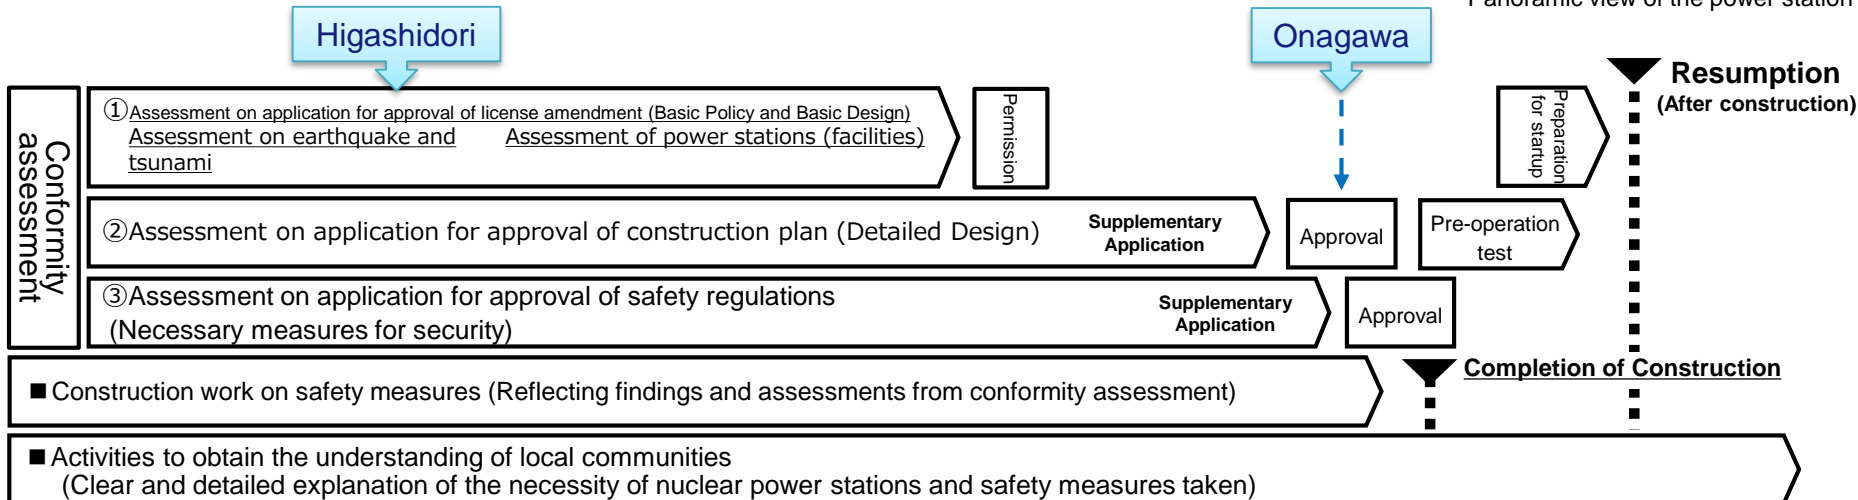 Panoramic view of the power station
Higashidori
Onagawa
Resumption
(After construction)
Conformity
assessment
①Assessment on application for approval of license amendment (Basic Policy and Basic Design)
Assessment on earthquake and
tsunami
Assessment of power stations (facilities)
Permission
Preparation
for startup
②Assessment on application for approval of construction plan (Detailed Design)
Supplementary
Application
Approval
Pre-operation
test
③Assessment on application for approval of safety regulations
(Necessary measures for security)
Supplementary
Application
Approval
■ Construction work on safety measures (Reflecting findings and assessments from conformity assessment)
Completion of Construction
■ Activities to obtain the understanding of local communities
(Clear and detailed explanation of the necessity of nuclear power stations and safety measures taken)